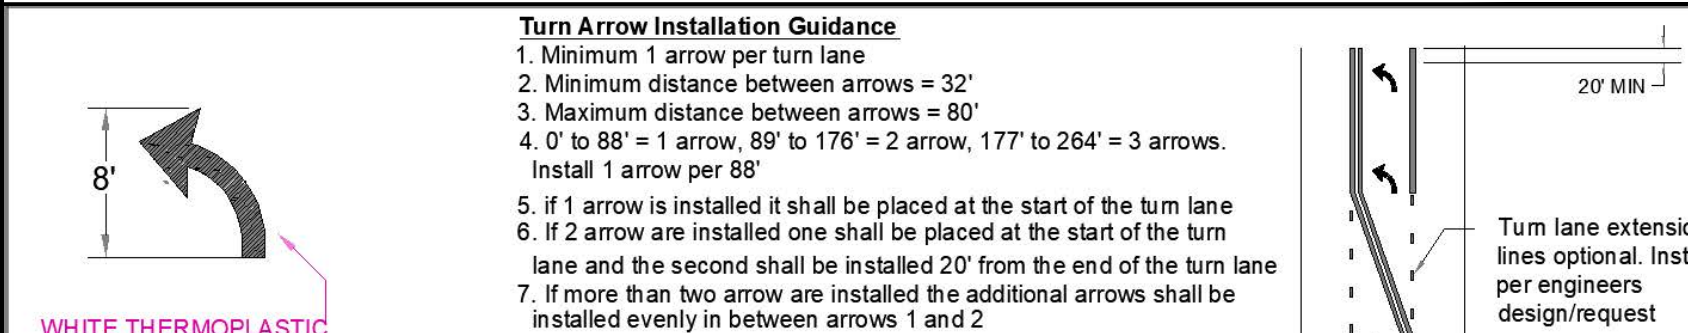 Turn Arrow Installation Guidance
1. Minimum 1 arrow per turn lane
2. Minimum distance between arrows = 32'
3. Maximum distance between arrows = 80'
4. 0' to 88' = 1 arrow, 89' to 176' = 2 arrow, 177' to 264' = 3 arrows.
Install 1 arrow per 88'
5. if 1 arrow is installed it shall be placed at the start of the turn lane
6. If 2 arrow are installed one shall be placed at the start of the turn
lane and the second shall be installed 20' from the end of the turn lane
7. If more than two arrow are installed the additional arrows shall be
installed evenly in between arrows 1 and 2
8'
WHITE THERMOPLASTIC
20' MIN
Turn lane extensio
lines optional. Inst
per engineers
design/request